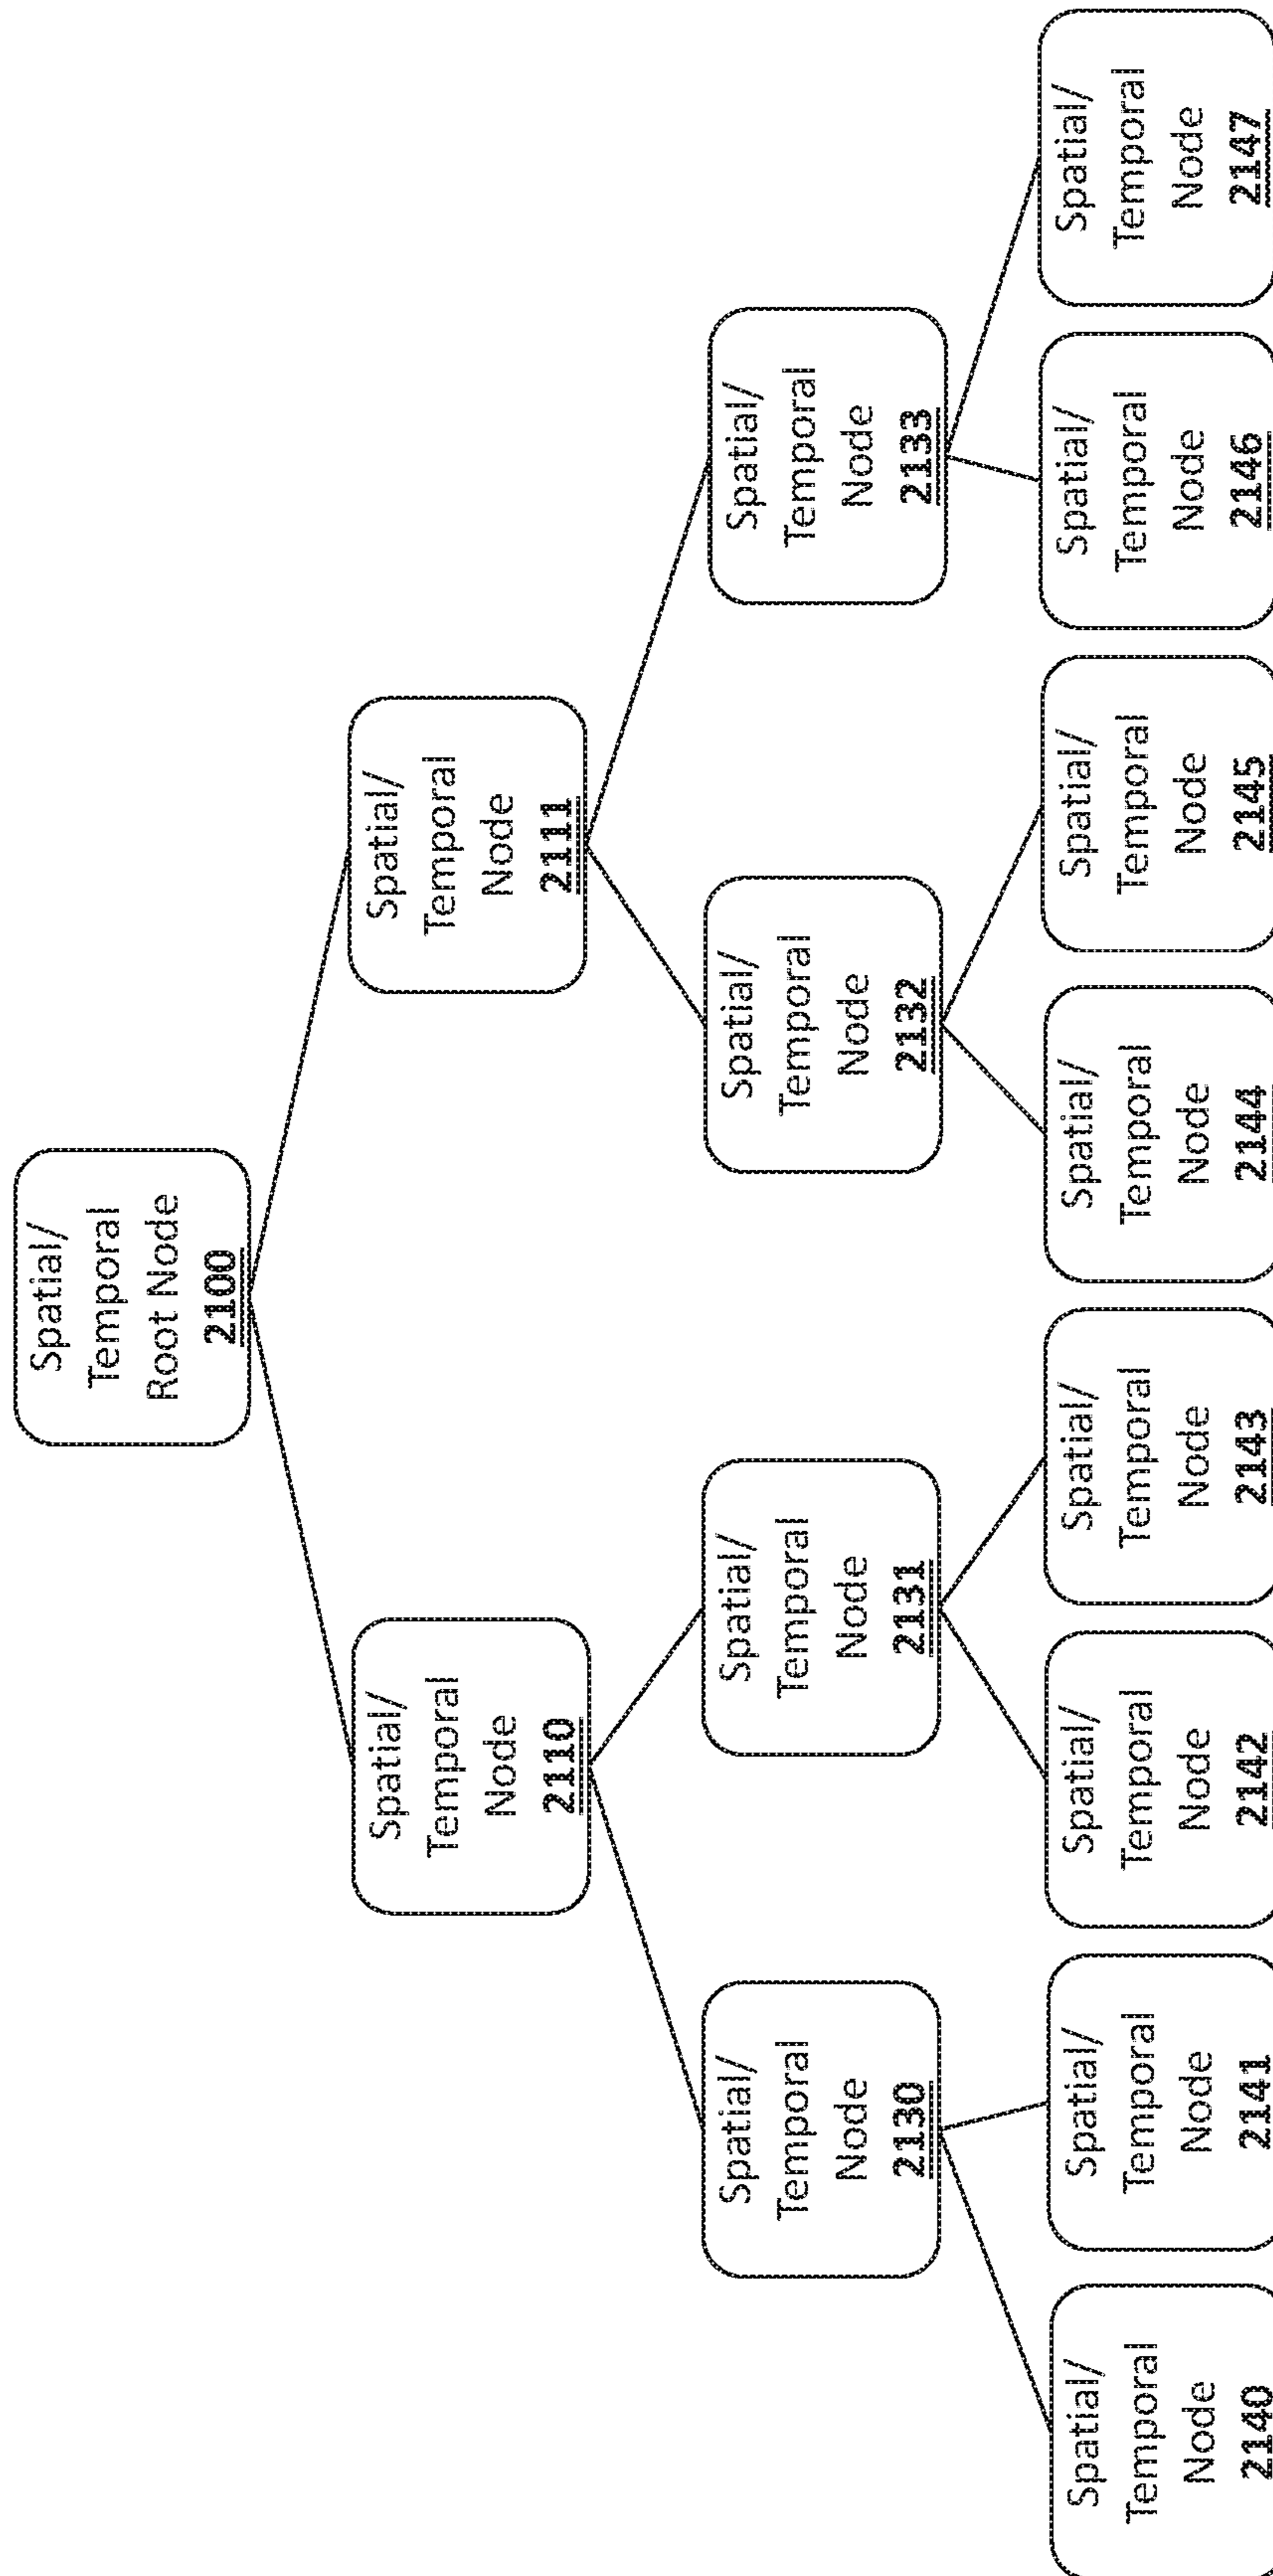 Spatial/
Temporal
Root Node
2100
Spatial/
Temporal
Node
2110
Spatial/
Temporal
Node
2111
Spatial/
Temporal
Node
2130
Spatial/
Temporal
Node
2131
Spatial/
Temporal
Node
2132
Spatial/
Temporal
Node
2133
Spatial/
Temporal
Node
2140
Spatial/
Temporal
Node
2141
Spatial/
Temporal
Node
2142
Spatial/
Temporal
Node
2143
Spatial/
Temporal
Node
2144
Spatial/
Temporal
Node
2145
Spatial/
Temporal
Node
2146
Spatial/
Temporal
Node
2147